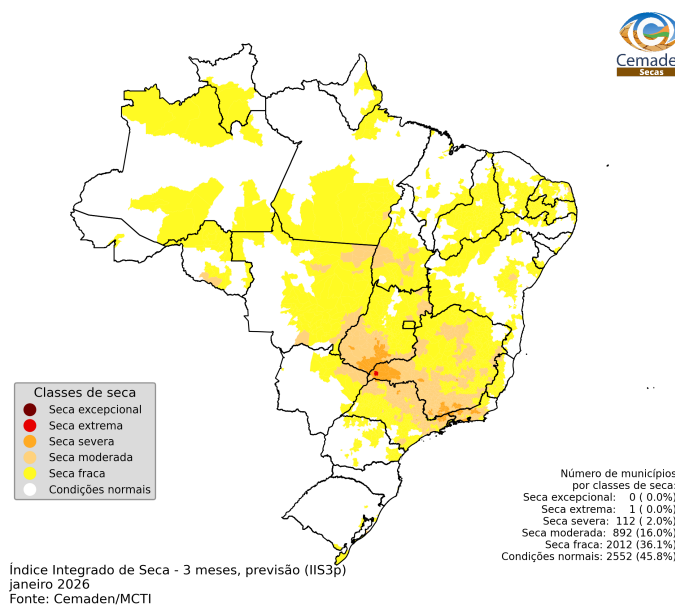 Cemade
Secas
Classes de seca
Seca excepcional
Seca extrema
Seca severa
Seca moderada
Seca fraca
Condições normais
Número de municípios
por classes de seca:
Seca excepcional: 0 ( 0.0%)
Seca extrema: 1 ( 0.0%)
Seca severa: 112 ( 2.0%)
Seca moderada: 892 (16.0%)
Seca fraca: 2012 (36.1%)
Condições normais: 2552 (45.8%)
Índice Integrado de Seca - 3 meses, previsão (IIS3p)
janeiro 2026
Fonte: Cemaden/MCTI